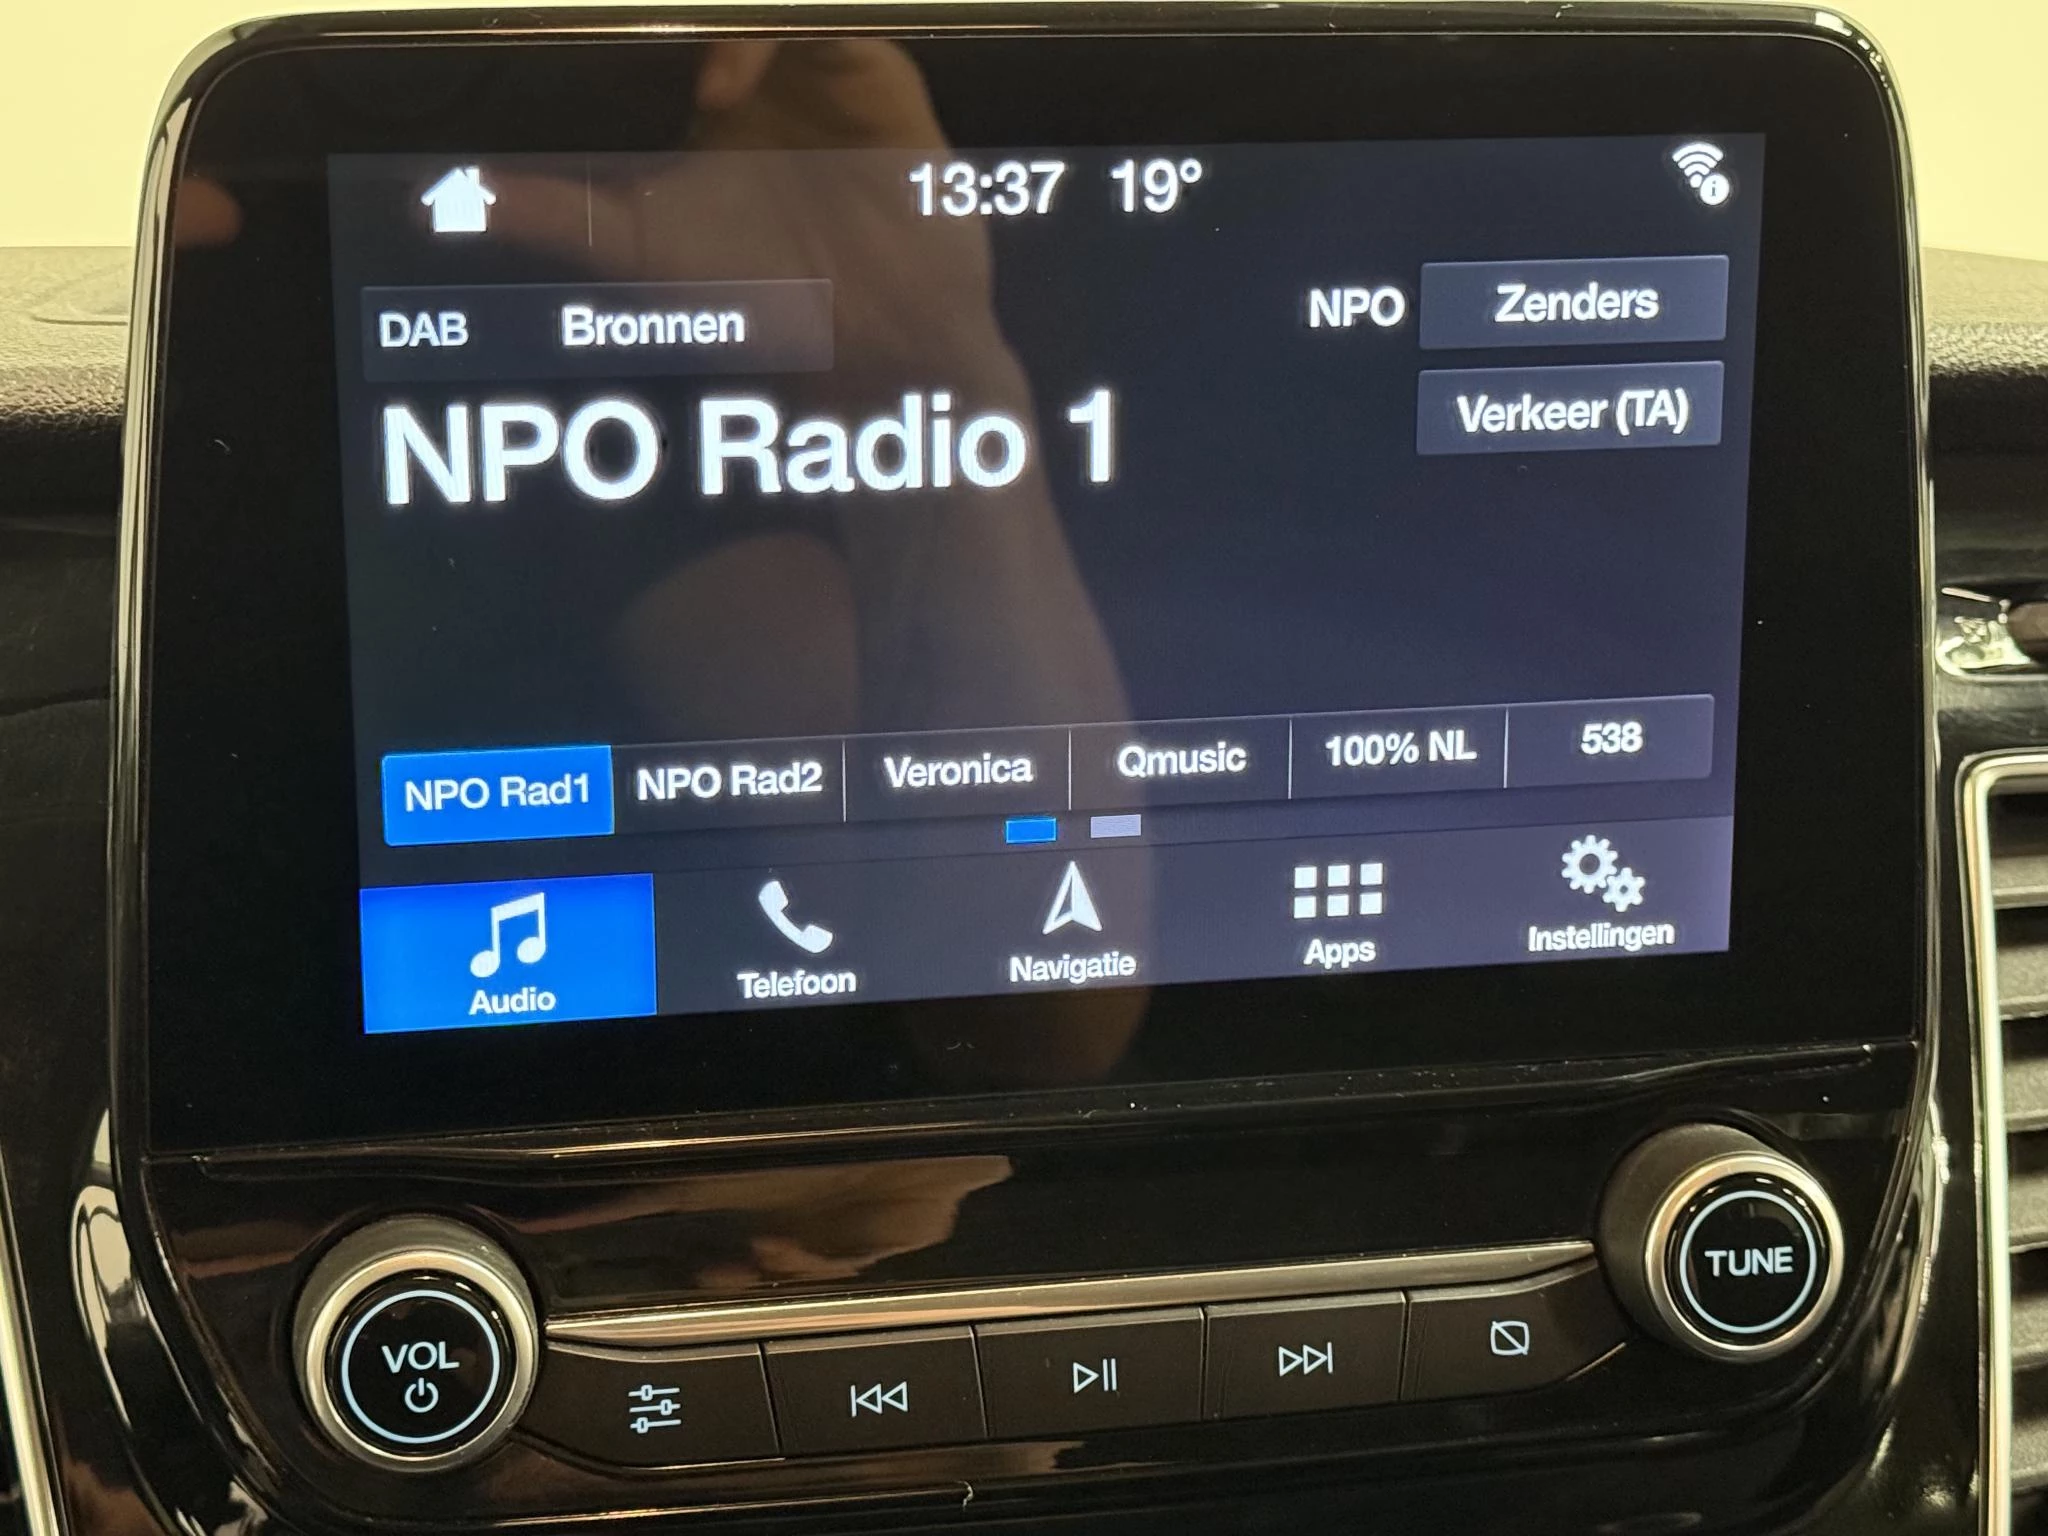 13:37 19°
DAB Bronnen
NPO Zenders
Verkeer (TA)
NPO Radio 1
NPO Rad1 NPO Rad2 Veronica Qmusic 100% NL 538
Audio Telefoon Navigatie Apps Instellingen
VOL
TUNE